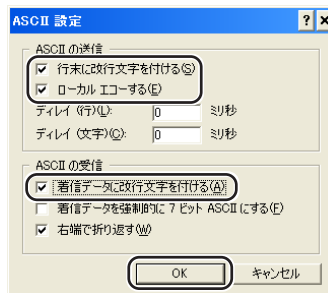 ASCII 設定
ASCII の送信
行末に改行文字を付ける(S)
ローカル エコーする(E)
ディレイ (行)(L): 0 ミリ秒
ディレイ (文字)(C): 0 ミリ秒
ASCII の受信
着信データに改行文字を付ける(A)
着信データを強制的に 7 ビット ASCII にする(F)
右端で折り返す(W)
OK キャンセル